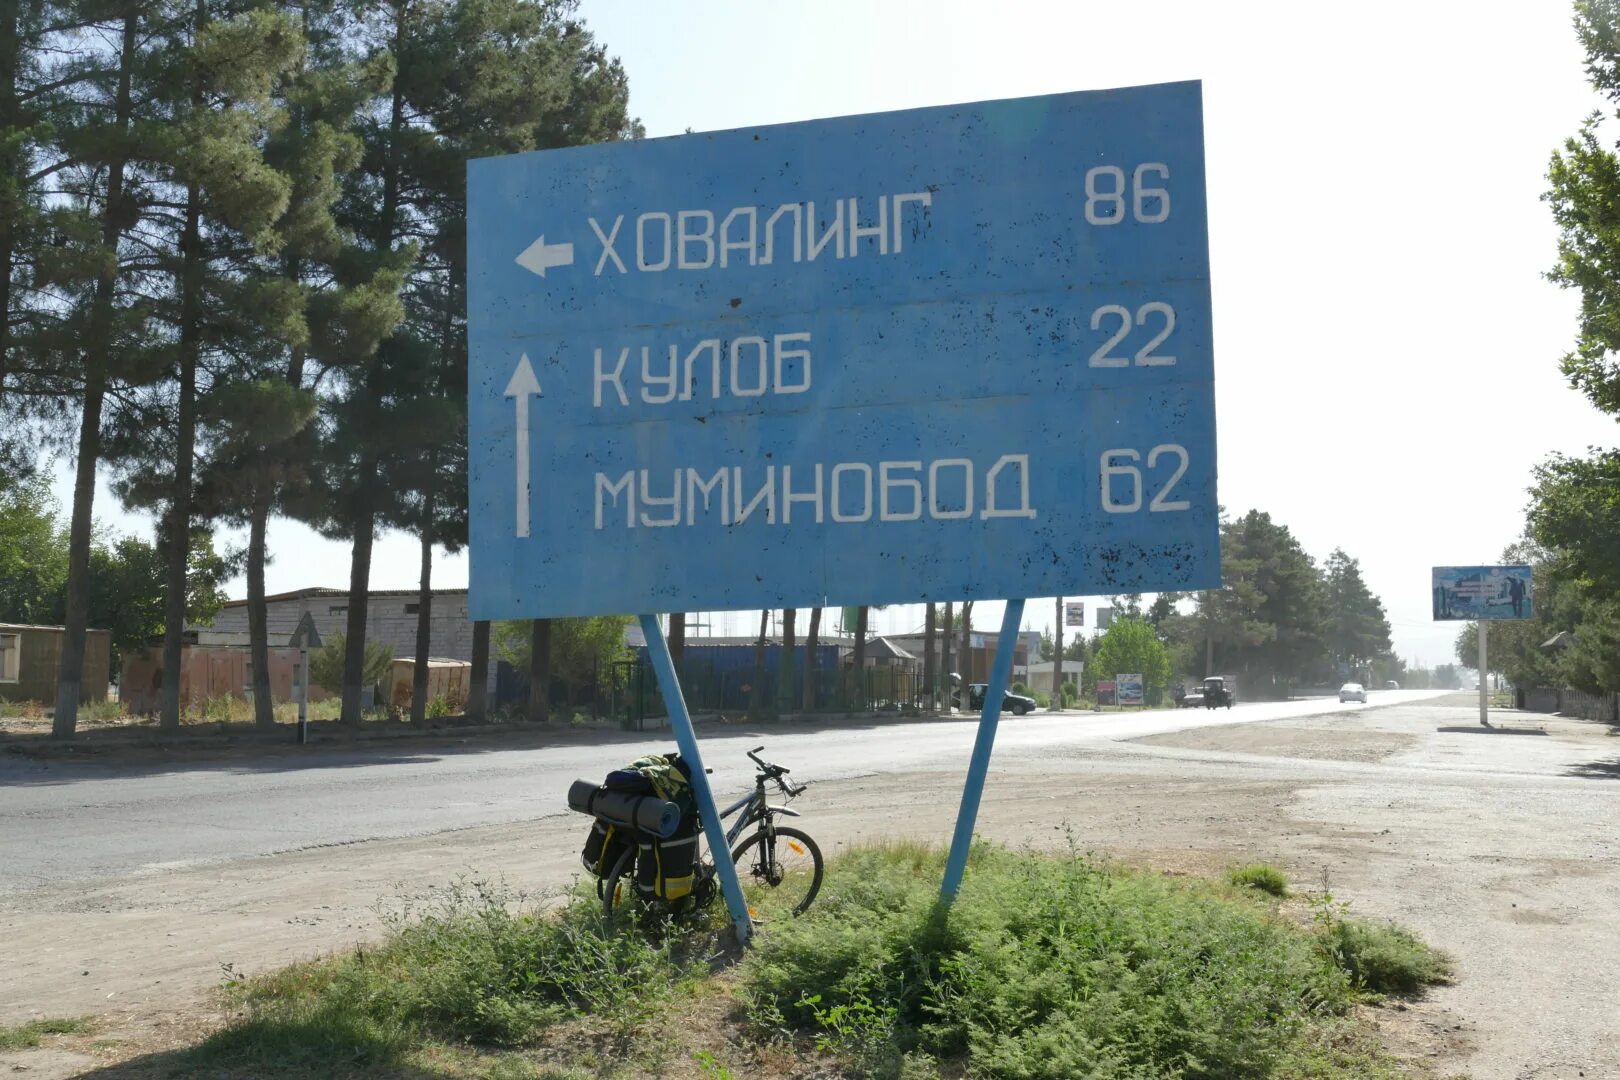 ХОВАЛИНГ 86
КУЛОБ 22
МУМИНОБОД 62